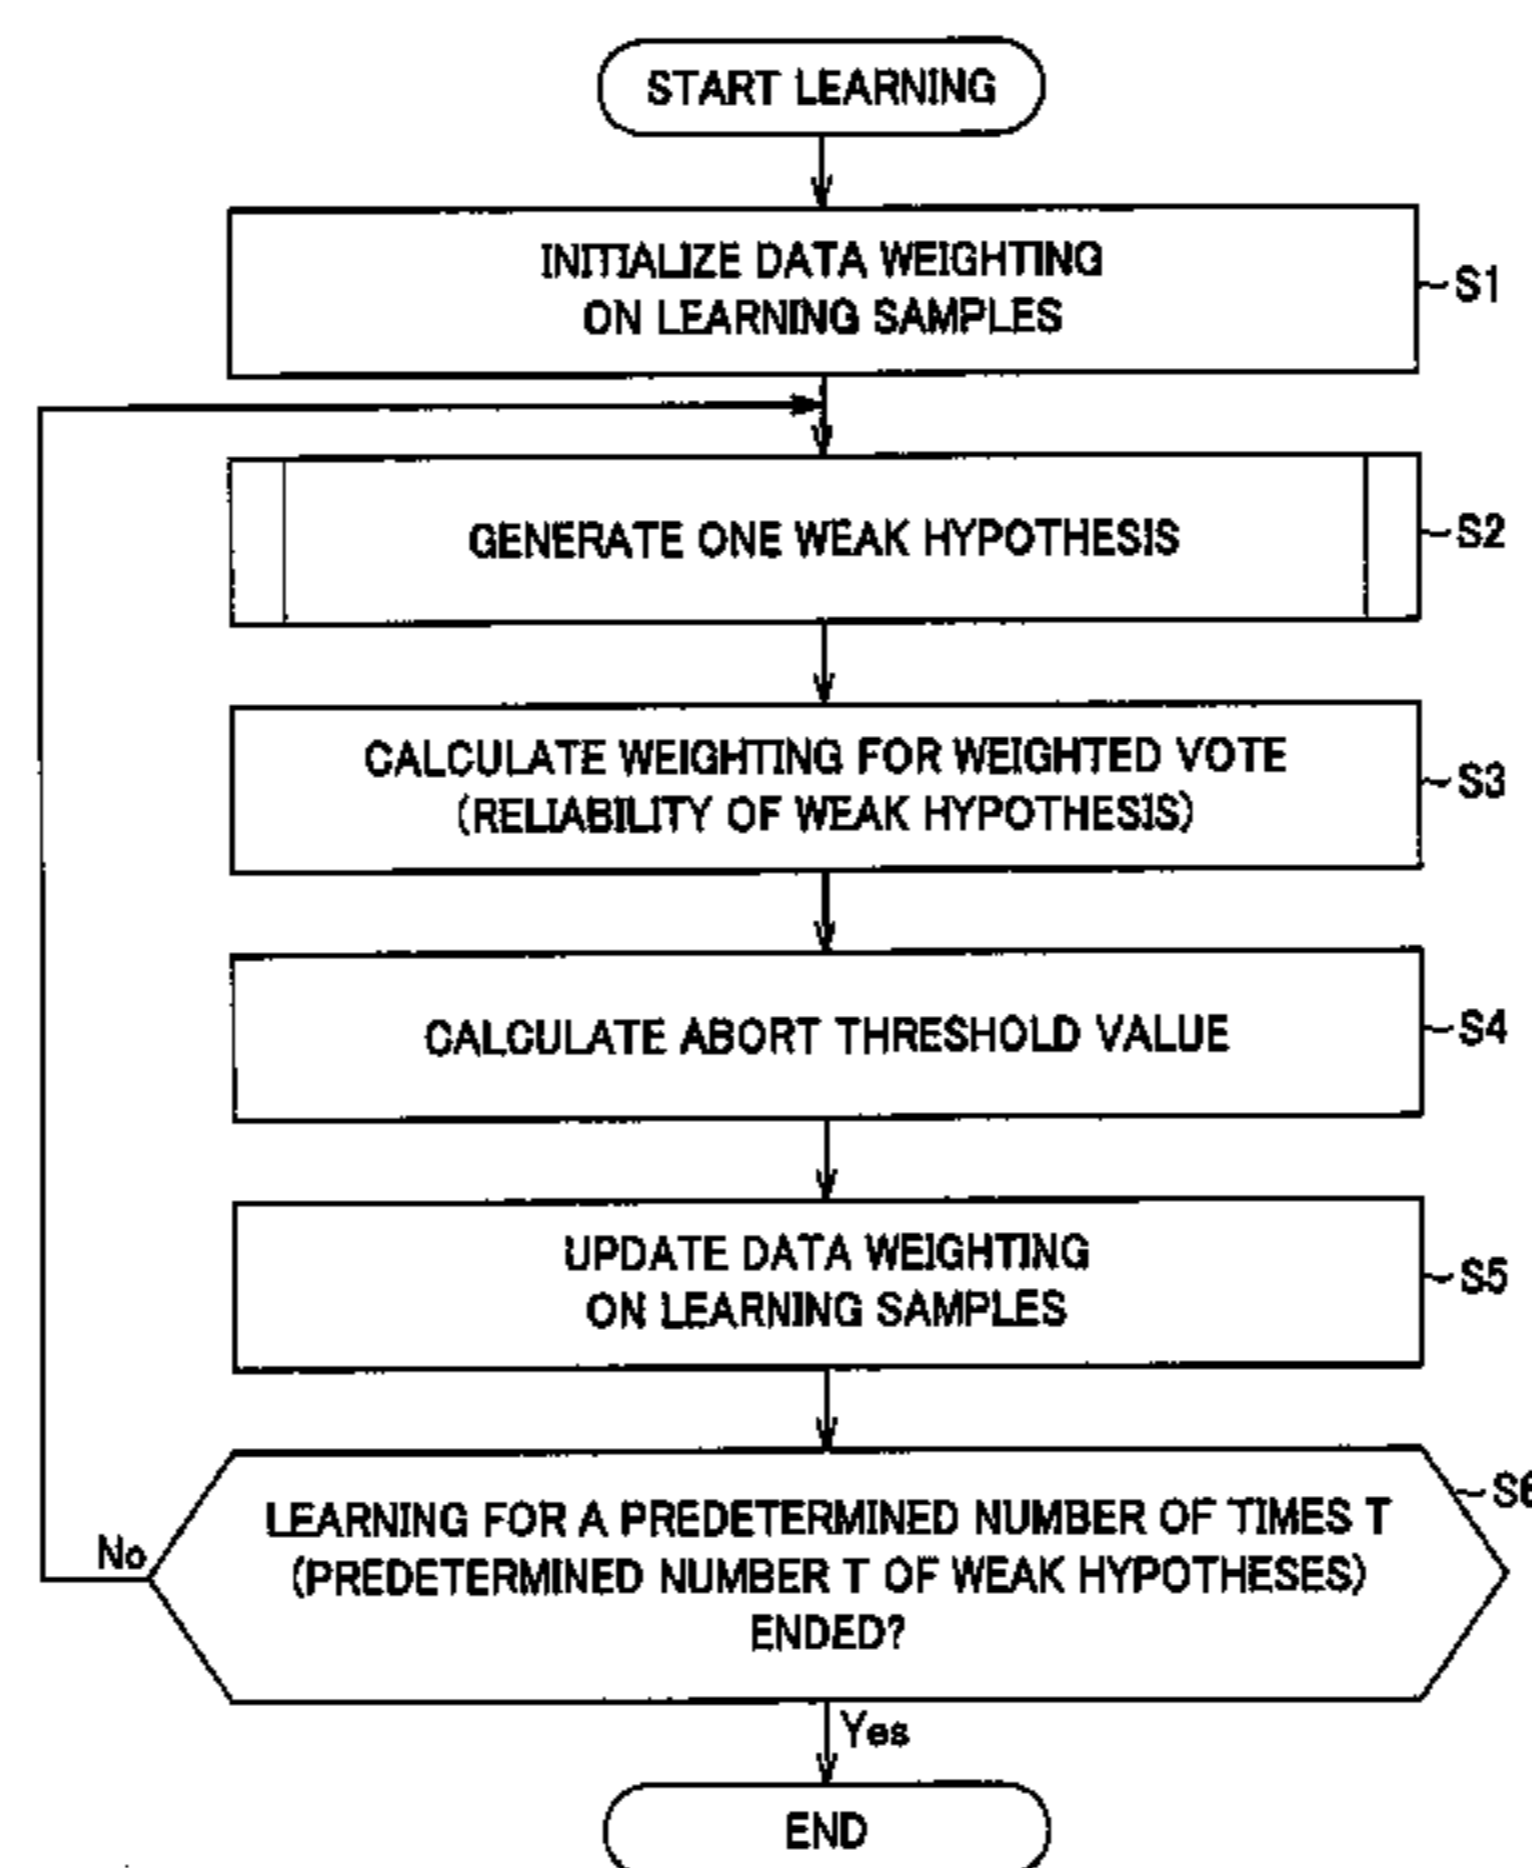 START LEARNING
INITIALIZE DATA WEIGHTING
ON LEARNING SAMPLES
S1
GENERATE ONE WEAK HYPOTHESIS
S2
CALCULATE WEIGHTING FOR WEIGHTED VOTE
(RELIABILITY OF WEAK HYPOTHESIS)
S3
CALCULATE ABORT THRESHOLD VALUE
S4
UPDATE DATA WEIGHTING
ON LEARNING SAMPLES
S5
LEARNING FOR A PREDETERMINED NUMBER OF TIMES T
(PREDETERMINED NUMBER T OF WEAK HYPOTHESES)
ENDED?
S6
No
Yes
END